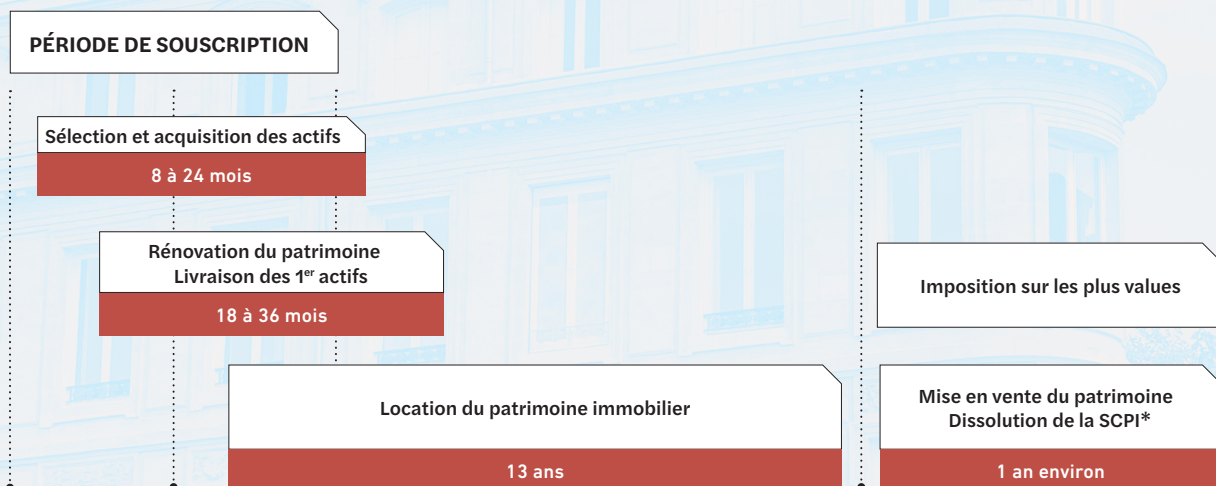 PÉRIODE DE SOUSCRIPTION
Sélection et acquisition des actifs
8 à 24 mois
Rénovation du patrimoine
Livraison des 1er actifs
18 à 36 mois
Imposition sur les plus values
Location du patrimoine immobilier
13 ans
Mise en vente du patrimoine
Dissolution de la SCPI*
1 an environ